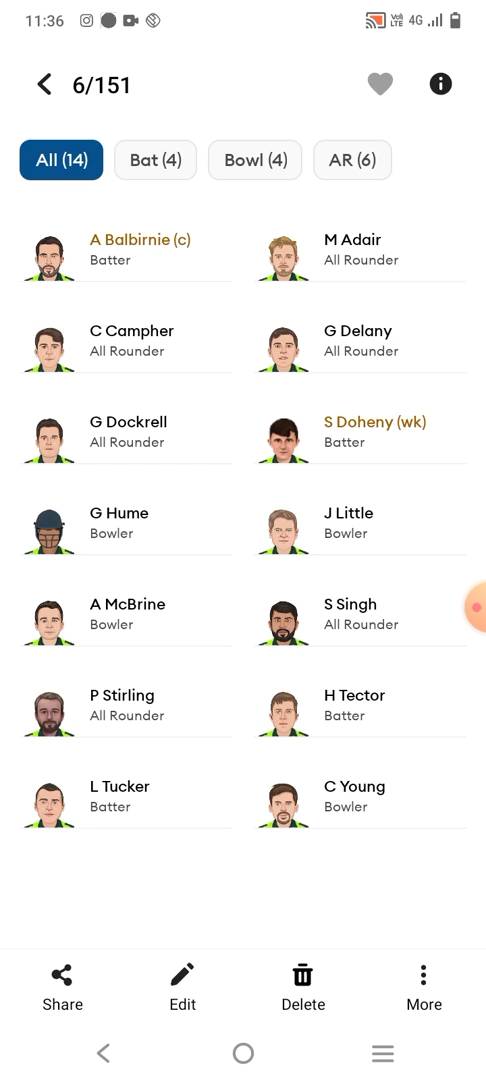 11:36
Vo)) LTE 4G
6/151
All (14) Bat (4) Bowl (4) AR (6)
A Balbirnie (c)
Batter
M Adair
All Rounder
C Campher
All Rounder
G Delany
All Rounder
G Dockrell
All Rounder
S Doheny (wk)
Batter
G Hume
Bowler
J Little
Bowler
A McBrine
Bowler
S Singh
All Rounder
P Stirling
All Rounder
H Tector
Batter
L Tucker
Batter
C Young
Bowler
Share Edit Delete More